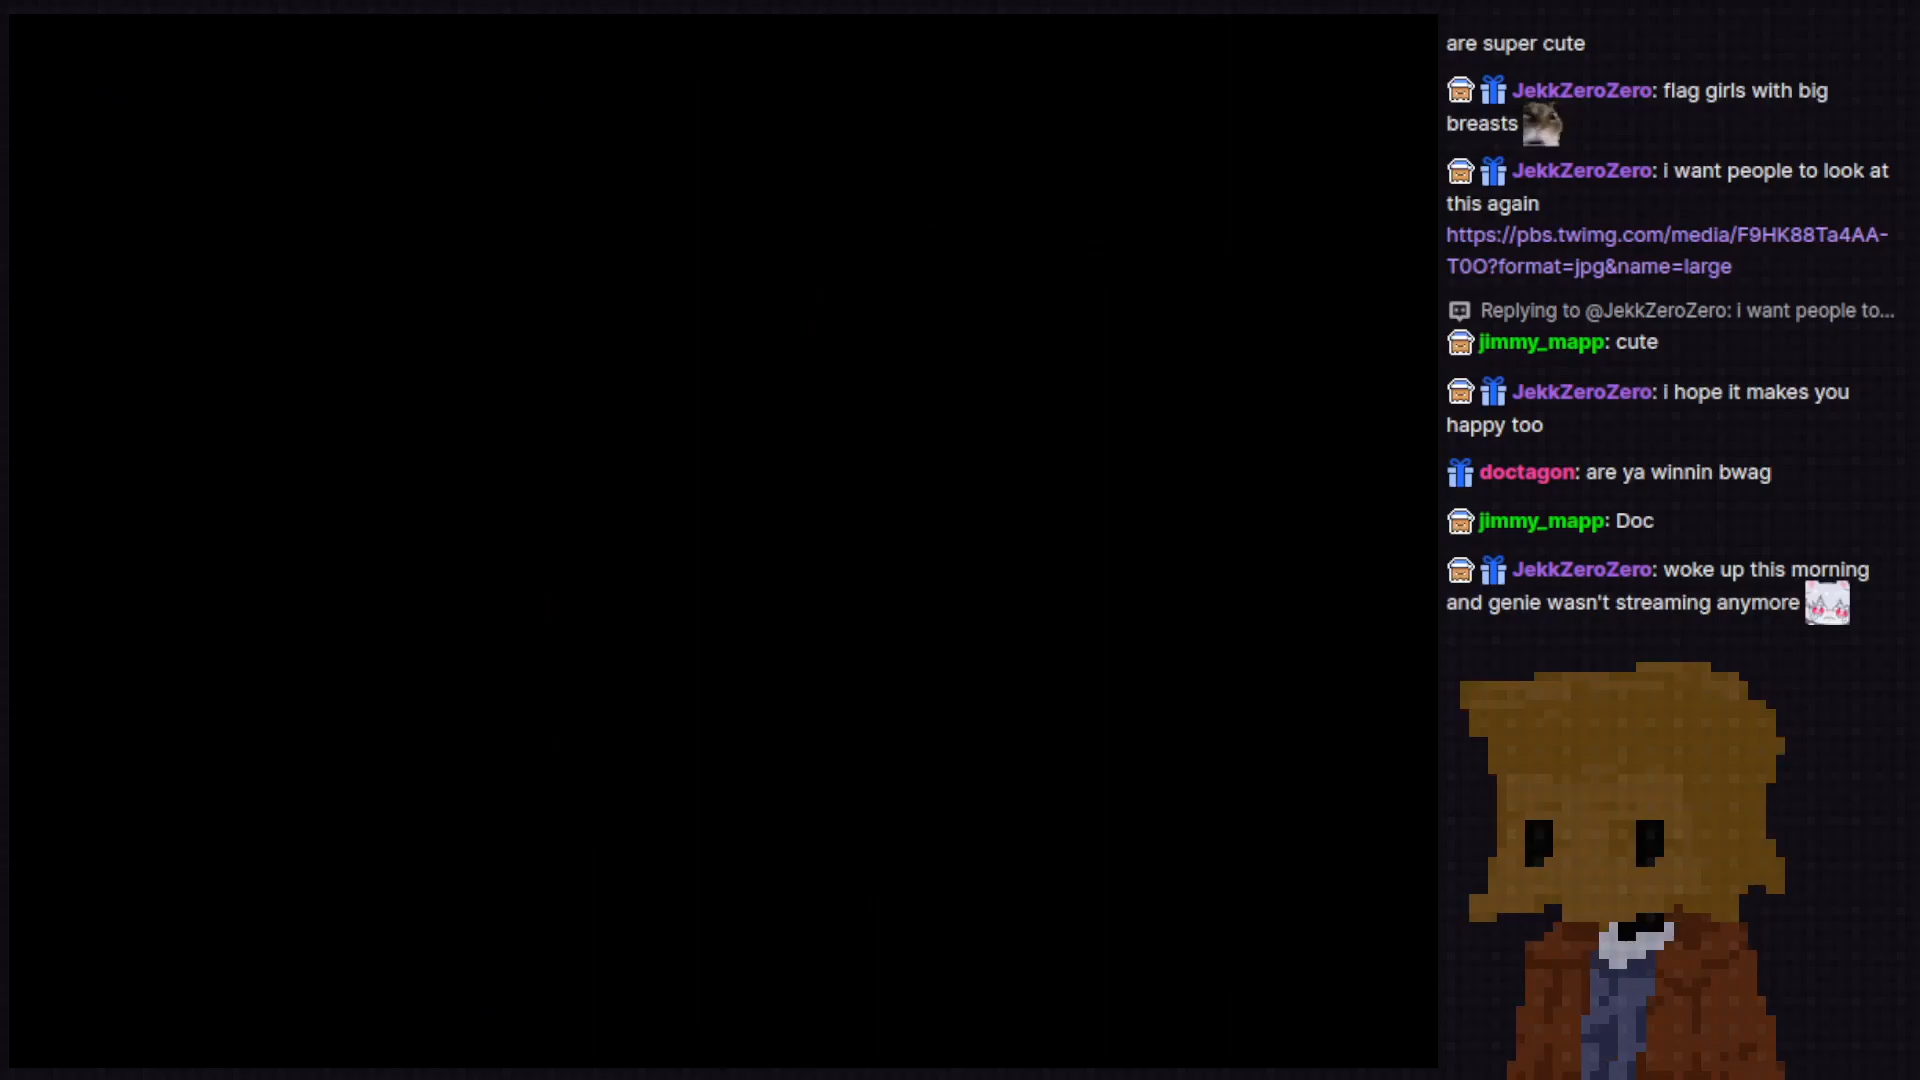 are super cute
JekkZeroZero: flag girls with big
breasts
JekkZeroZero: i want people to look at
this again
https://pbs.twimg.com/media/F9HK88Ta4AA-
T0O?format=jpg&name=large
Replying to @JekkZeroZero: i want people to...
jimmy_mapp: cute
JekkZeroZero: i hope it makes you
happy too
doctagon: are ya winnin bwag
jimmy_mapp: Doc
JekkZeroZero: woke up this morning
and genie wasn't streaming anymore